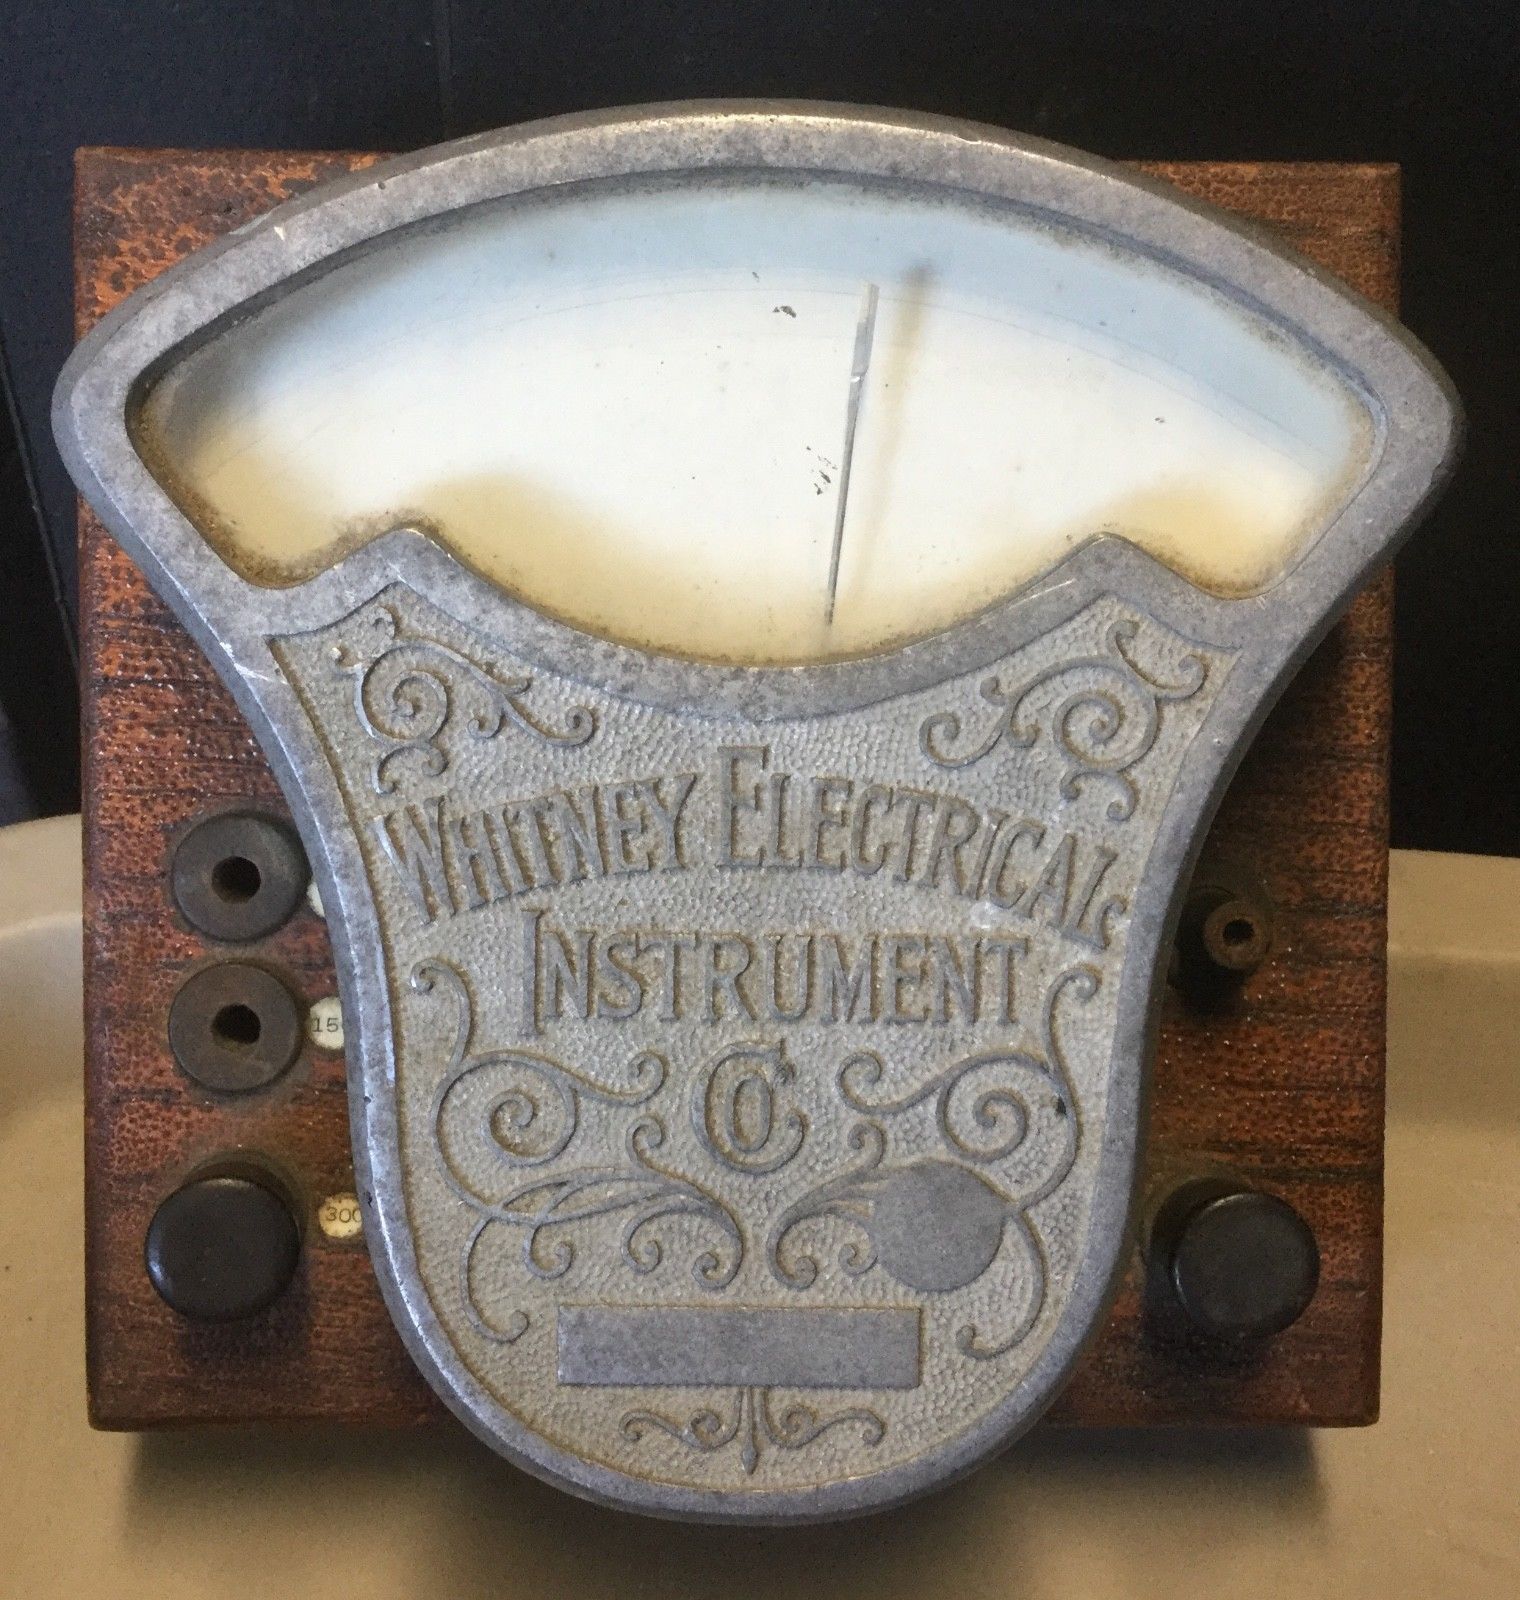 WHITNEY ELECTRICAL
INSTRUMENT
CO
300